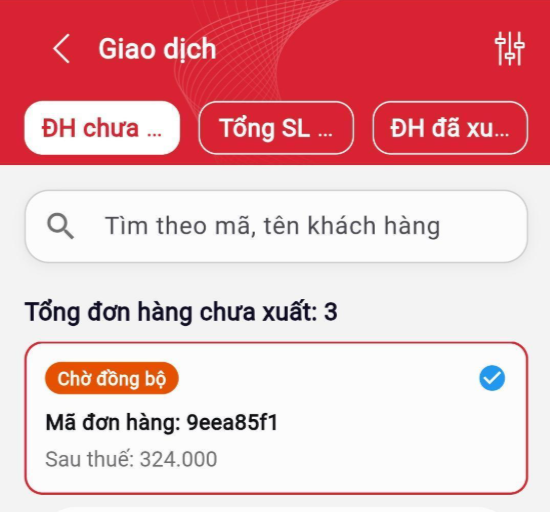 Giao dịch
ĐH chưa ...
Tổng SL ...
ĐH đã xu...
Tìm theo mã, tên khách hàng
Tổng đơn hàng chưa xuất: 3
Chờ đồng bộ
Mã đơn hàng: 9eea85f1
Sau thuế: 324.000